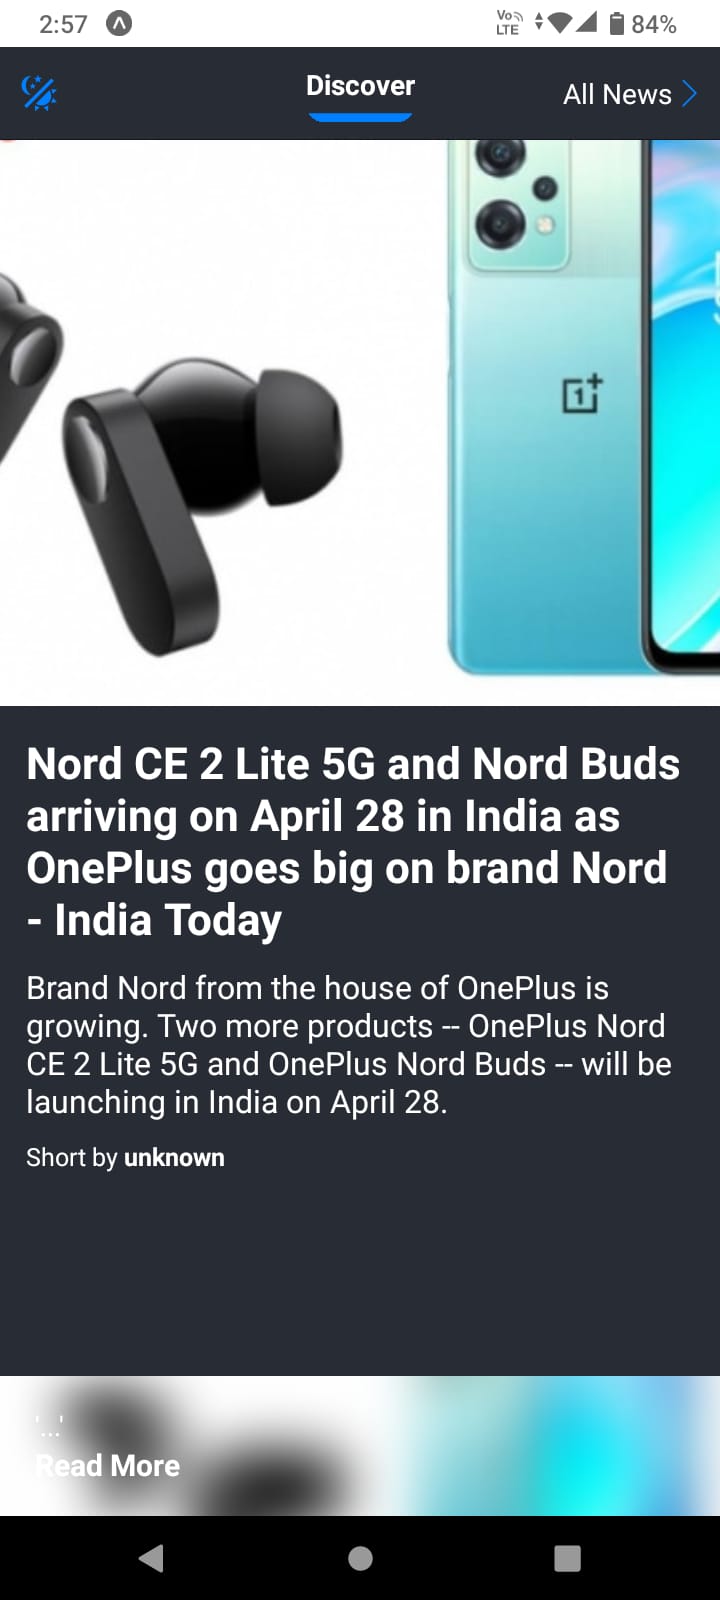 2:57
Vo
LTE
84%
Discover
All News
1+
Nord CE 2 Lite 5G and Nord Buds
arriving on April 28 in India as
OnePlus goes big on brand Nord
- India Today
Brand Nord from the house of OnePlus is
growing. Two more products -- OnePlus Nord
CE 2 Lite 5G and OnePlus Nord Buds -- will be
launching in India on April 28.
Short by unknown
'...'
Read More